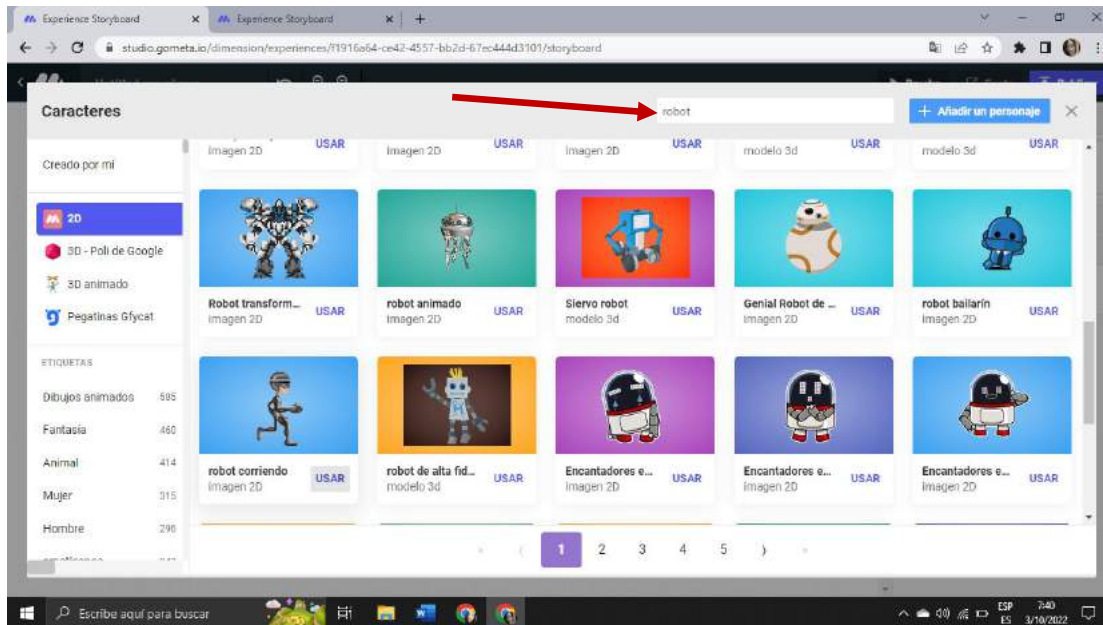 Experience Storyboard
Experience Storyboard
studio.gometa.io/dimension/experiences/f1916a64-ce42-4557-bb2d-67ec444d3101/storyboard
Caracteres
robot
+ Añadir un personaje
Creado por mi
2D
3D - Poli de Google
3D animado
Pegatinas Gfycat
ETIQUETAS
Dibujos animados 595
Fantasía 460
Animal 414
Mujer 315
Hombre 290
imagen 2D USAR
imagen 2D USAR
imagen 2D USAR
modelo 3d USAR
modelo 3d USAR
Robot transform...
imagen 2D USAR
robot animado
imagen 2D USAR
Siervo robot
modelo 3d USAR
Genial Robot de ...
imagen 2D USAR
robot bailarín
imagen 2D USAR
robot corriendo
imagen 2D USAR
robot de alta fid...
modelo 3d USAR
Encantadores e...
imagen 2D USAR
Encantadores e...
imagen 2D USAR
Encantadores e...
imagen 2D USAR
1 2 3 4 5
Escribe aquí para buscar
ESP
ES
7:40
3/10/2022